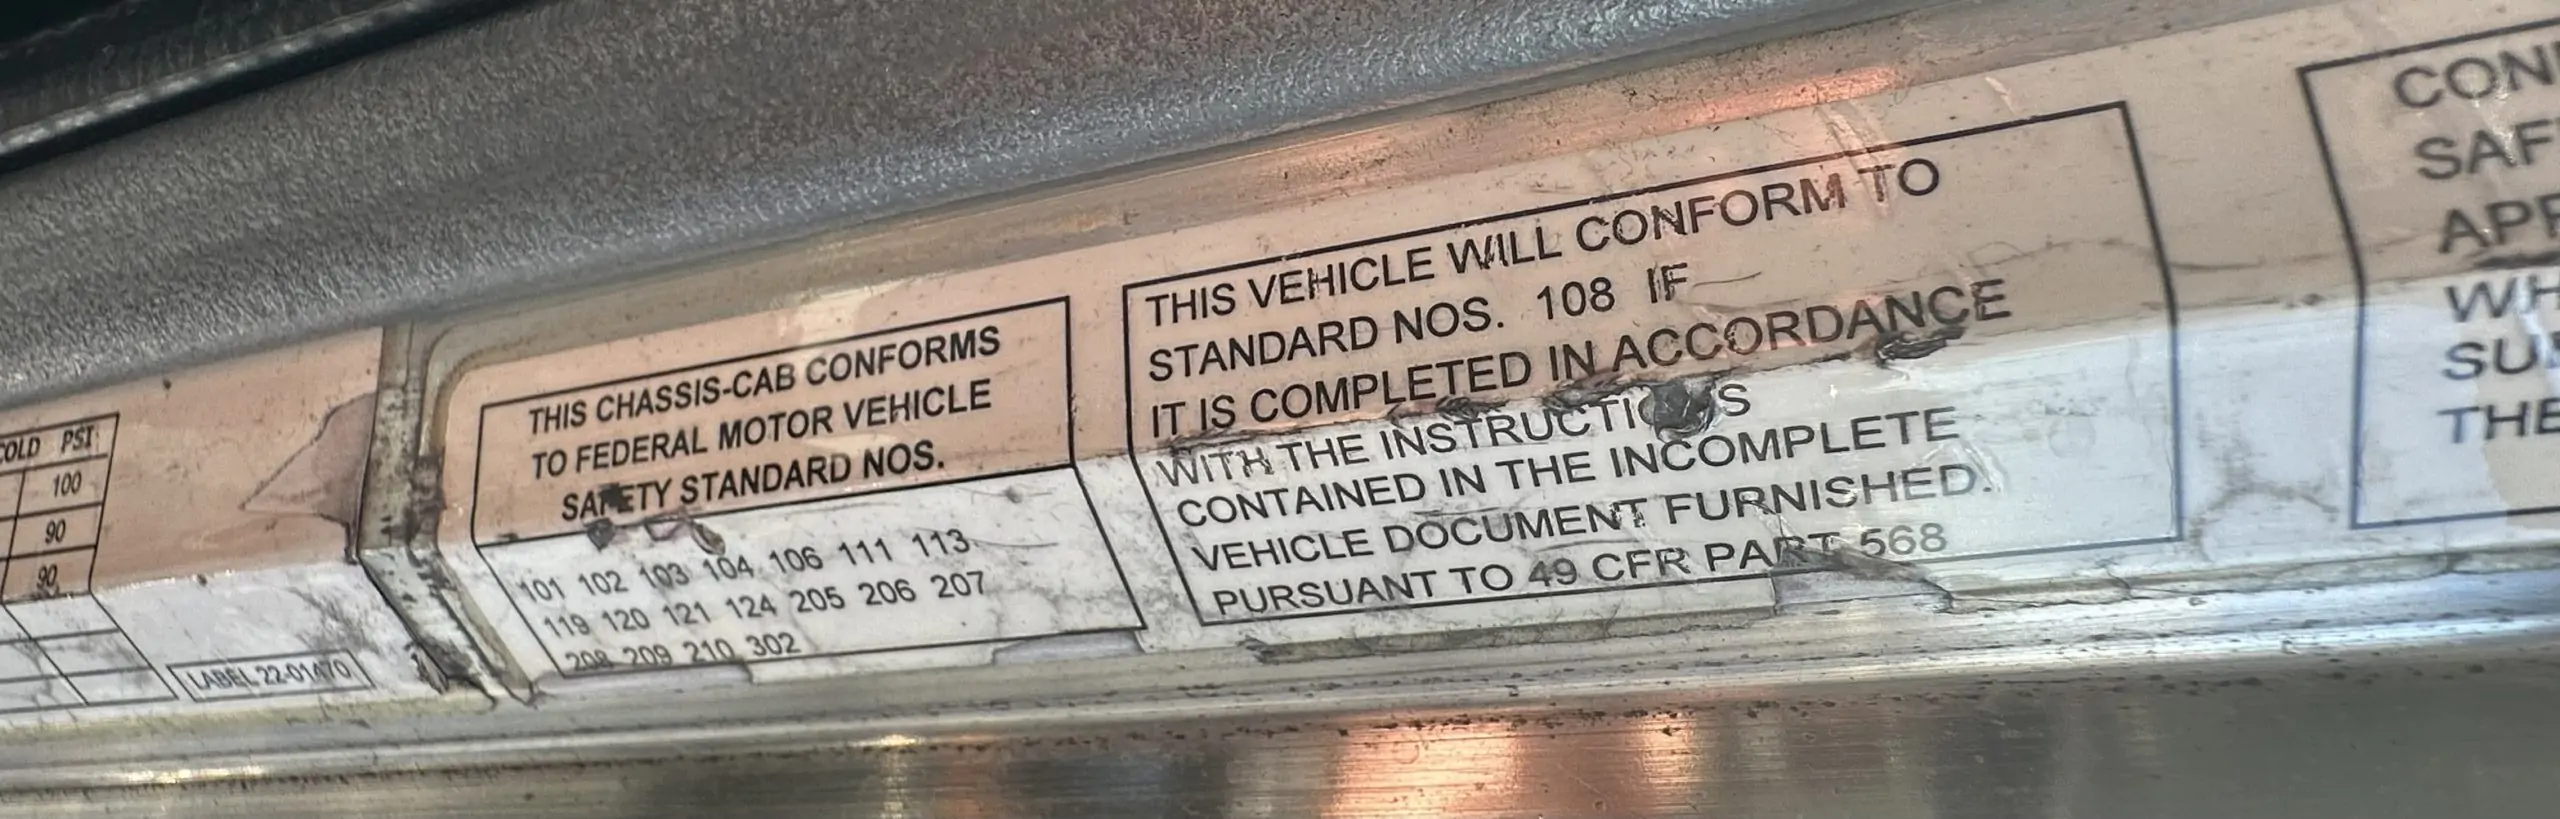 COLD PSI
100
90
90
LABEL 22-01470
THIS CHASSIS-CAB CONFORMS
TO FEDERAL MOTOR VEHICLE
SAFETY STANDARD NOS.
101 102 103 104 106 111 113
119 120 121 124 205 206 207
208 209 210 302
THIS VEHICLE WILL CONFORM TO
STANDARD NOS. 108 IF
IT IS COMPLETED IN ACCORDANCE
WITH THE INSTRUCTIONS
CONTAINED IN THE INCOMPLETE
VEHICLE DOCUMENT FURNISHED.
PURSUANT TO 49 CFR PART 568
THE